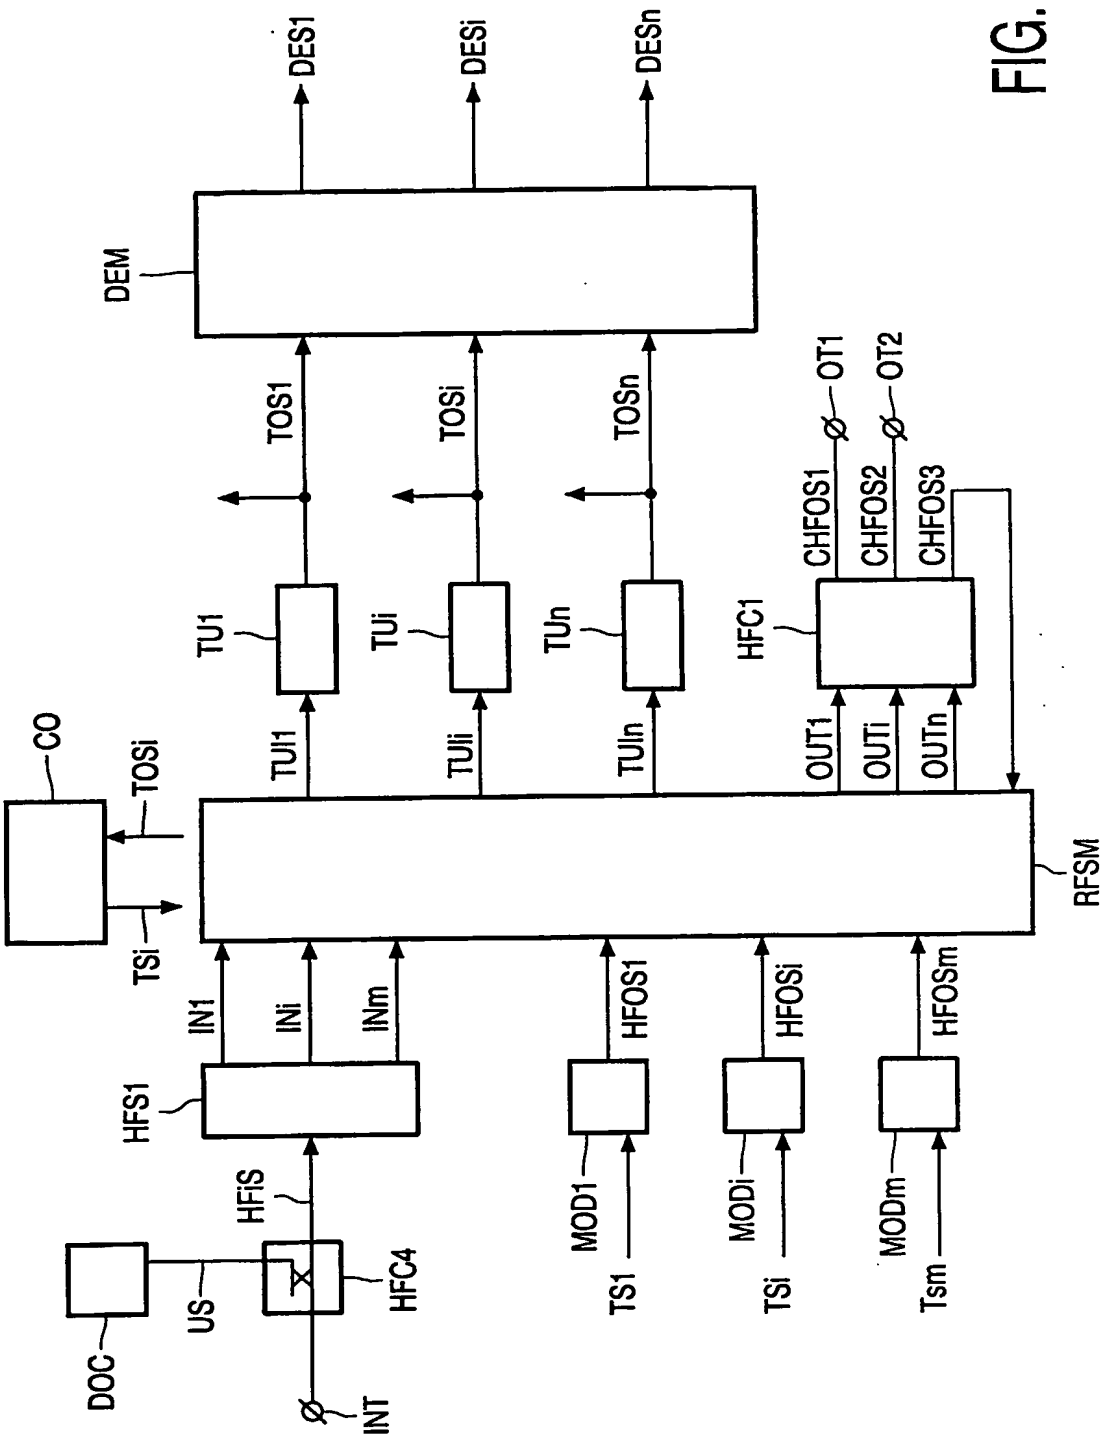 DOC
US
INT
HFC4
HFiS
HFS1
IN1
INi
INm
CO
TSi
TOSi
RFSM
MOD1
TS1
HFOS1
MODi
TSi
HFOSi
MODm
Tsm
HFOSm
TUI1
TU1
TOS1
TUIi
TUi
TOSi
TUIn
TUn
TOSn
DEM
DES1
DESi
DESn
OUT1
OUTi
OUTn
HFC1
CHFOS1
CHFOS2
CHFOS3
OT1
OT2
FIG.